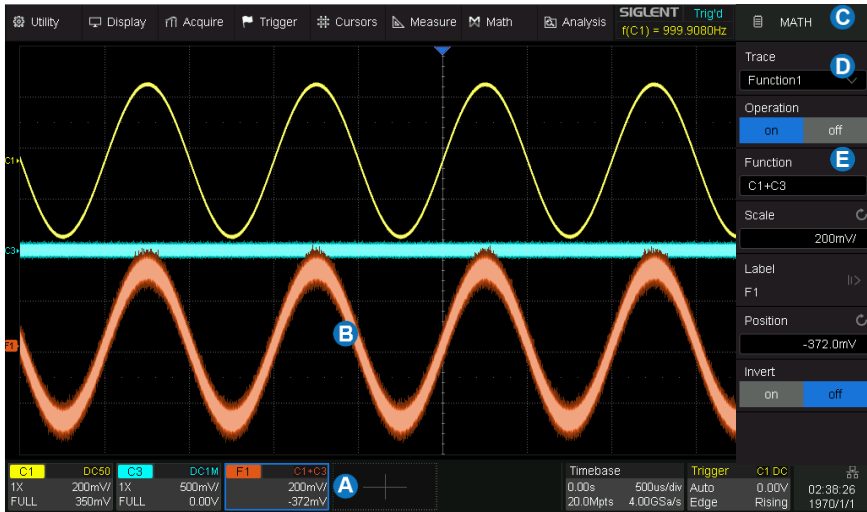 Utility Display Acquire Trigger Cursors Measure Math Analysis
SIGLENT Trig'd
f(C1) = 999.9080Hz
MATH C
Trace
D
Function1
Operation
on off
Function E
C1+C3
Scale
200mV/
Label
F1
Position
-372.0mV
Invert
on off
C1
C3
B
F1
C1 DC50
1X 200mV/
FULL 350mV
C3 DC1M
1X 500mV/
FULL 0.00V
F1 C1+C3
200mV/
-372mV
A
Timebase
0.00s 500us/div
20.0Mpts 4.00GSa/s
Trigger C1 DC
Auto 0.00V
Edge Rising
02:38:26
1970/1/1